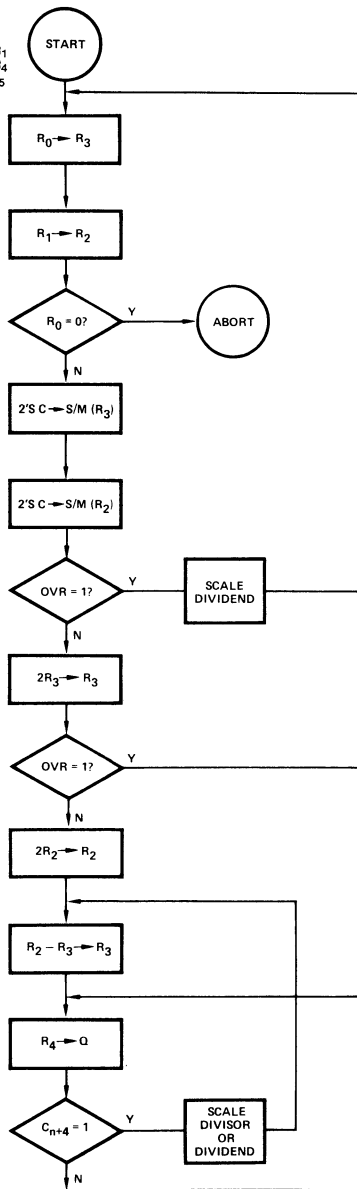 START
R₀ → R₃
R₁ → R₂
R₀ = 0?
Y
ABORT
N
2'S C → S/M (R₃)
2'S C → S/M (R₂)
OVR = 1?
Y
SCALE
DIVIDEND
N
2R₃ → R₃
OVR = 1?
Y
N
2R₂ → R₂
R₂ − R₃ → R₃
R₄ → Q
Cₙ₊₄ = 1
Y
SCALE
DIVISOR
OR
DIVIDEND
N